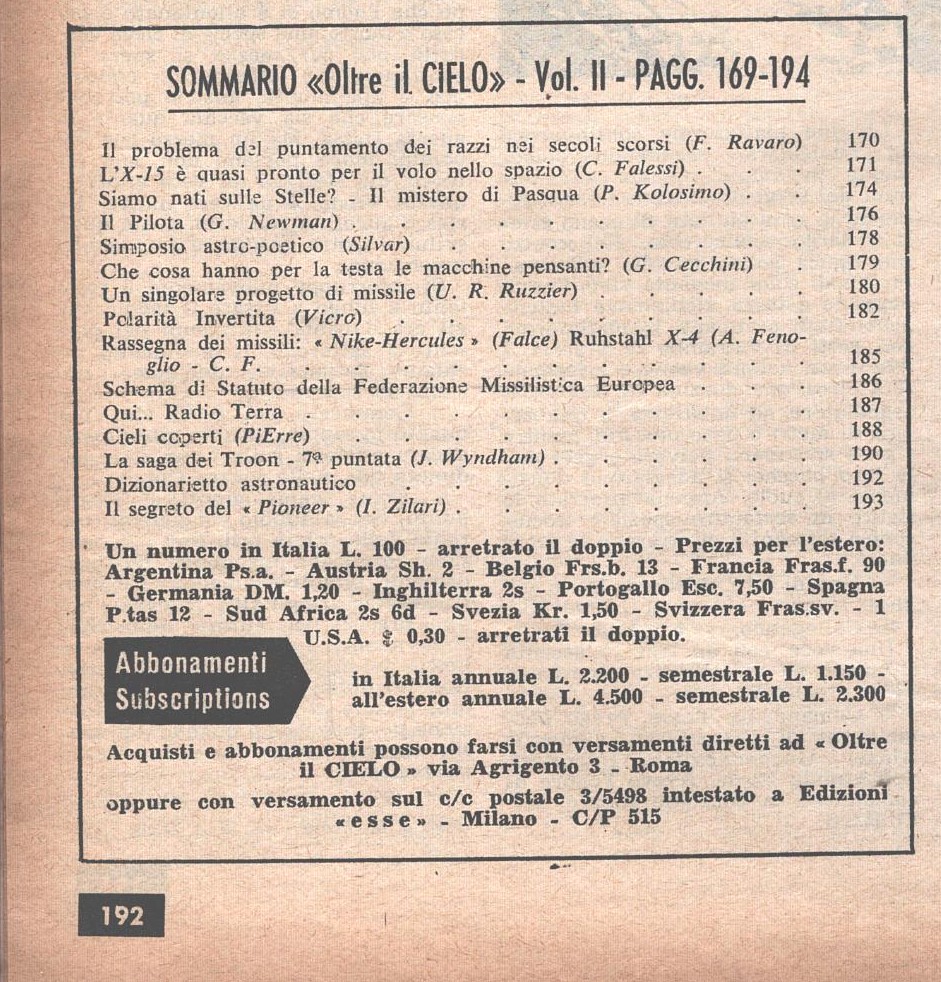 SOMMARIO «Oltre il CIELO» - Vol. II - PAGG. 169-194
Il problema del puntamento dei razzi nei secoli scorsi (F. Ravaro) 170
L'X-15 è quasi pronto per il volo nello spazio (C. Falessi) . . . 171
Siamo nati sulle Stelle? - Il mistero di Pasqua (P. Kolosimo) . . 174
Il Pilota (G. Newman) . . . . . . . . . 176
Simposio astro-poetico (Silvar) . . . . . . . 178
Che cosa hanno per la testa le macchine pensanti? (G. Cecchini) . 179
Un singolare progetto di missile (U. R. Ruzzier) . . . . . 180
Polarità Invertita (Vicro) . . . . . . . . 182
Rassegna dei missili: « Nike-Hercules » (Falce) Ruhstahl X-4 (A. Feno-
glio - C. F. . . . . . . . . . . 185
Schema di Statuto della Federazione Missilistica Europea . . . 186
Qui... Radio Terra . . . . . . . . . . 187
Cieli coperti (PiErre) . . . . . . . . . 188
La saga dei Troon - 7ª puntata (J. Wyndham) . . . . . . 190
Dizionarietto astronautico . . . . . . . . 192
Il segreto del « Pioneer » (I. Zilari) . . . . . . . 193
Un numero in Italia L. 100 - arretrato il doppio - Prezzi per l'estero:
Argentina Ps.a. - Austria Sh. 2 - Belgio Frs.b. 13 - Francia Fras.f. 90
- Germania DM. 1,20 - Inghilterra 2s - Portogallo Esc. 7,50 - Spagna
P.tas 12 - Sud Africa 2s 6d - Svezia Kr. 1,50 - Svizzera Fras.sv. - 1
U.S.A. $ 0,30 - arretrati il doppio.
Abbonamenti
Subscriptions
in Italia annuale L. 2.200 - semestrale L. 1.150 -
all'estero annuale L. 4.500 - semestrale L. 2.300
Acquisti e abbonamenti possono farsi con versamenti diretti ad « Oltre
il CIELO » via Agrigento 3 - Roma
oppure con versamento sul c/c postale 3/5498 intestato a Edizioni
« esse » - Milano - C/P 515
192